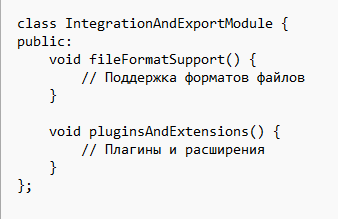 class IntegrationAndExportModule {
public:
    void fileFormatSupport() {
        // Поддержка форматов файлов
    }

    void pluginsAndExtensions() {
        // Плагины и расширения
    }
};